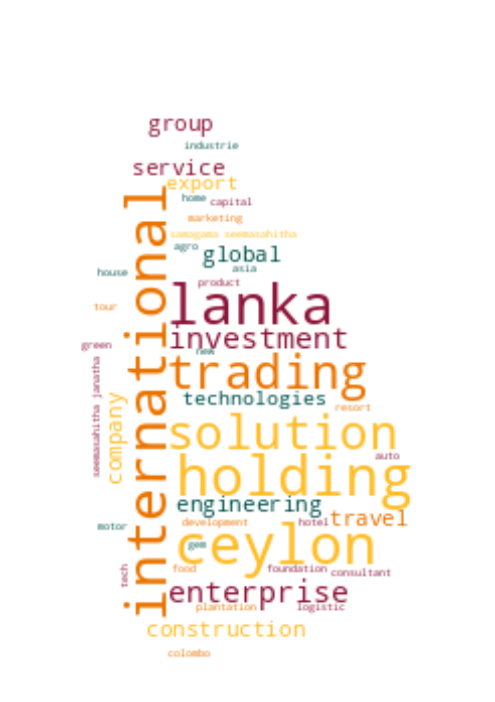 group
industrie
service
export
home
capital
marketing
samagama seemasahitha
agro
global
asia
house
product
international
lanka
tour
investment
green
new
trading
seemasahitha janatha
company
technologies
resort
solution
auto
holding
engineering
travel
motor
development
hotel
ceylon
gem
food
foundation
consultant
tech
enterprise
plantation
logistic
construction
colombo